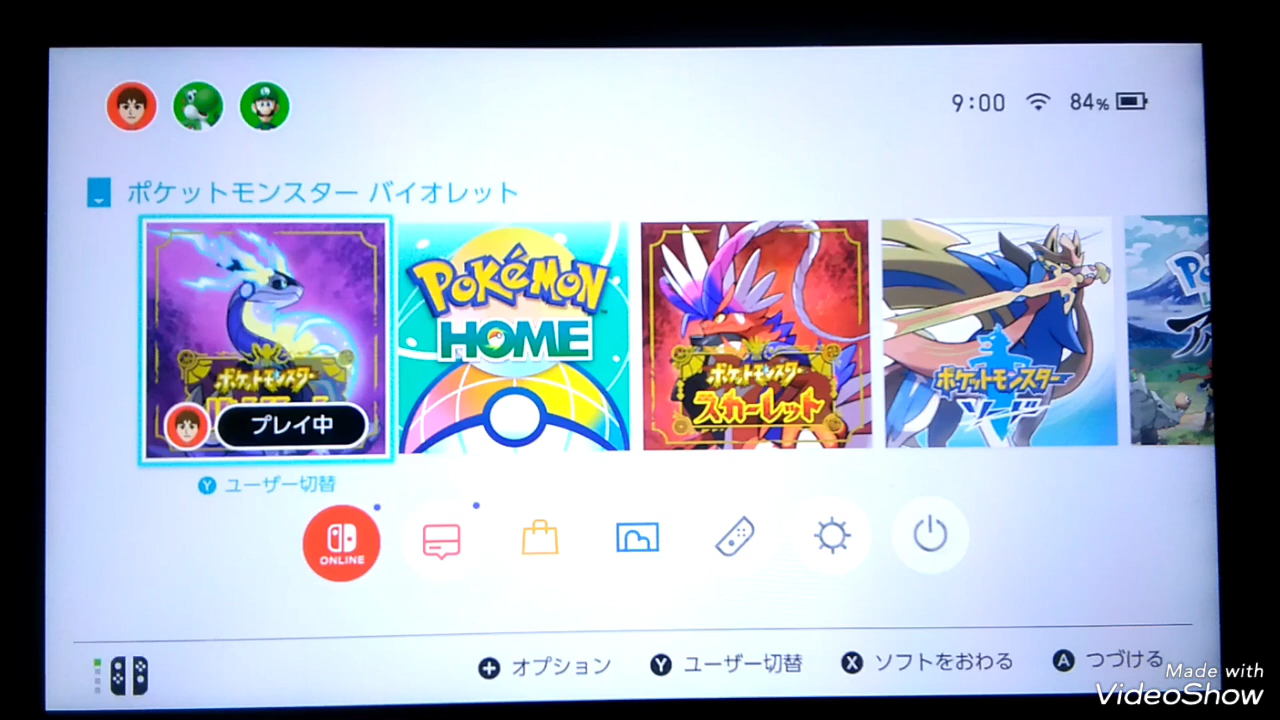 9:00 84%
ポケットモンスター バイオレット
ポケットモンスター
プレイ中
POKéMON
HOME
ポケットモンスター
スカーレット
ポケットモンスター
ソード
Y ユーザー切替
ONLINE
+ オプション Y ユーザー切替 X ソフトをおわる A つづける
Made with
VideoShow